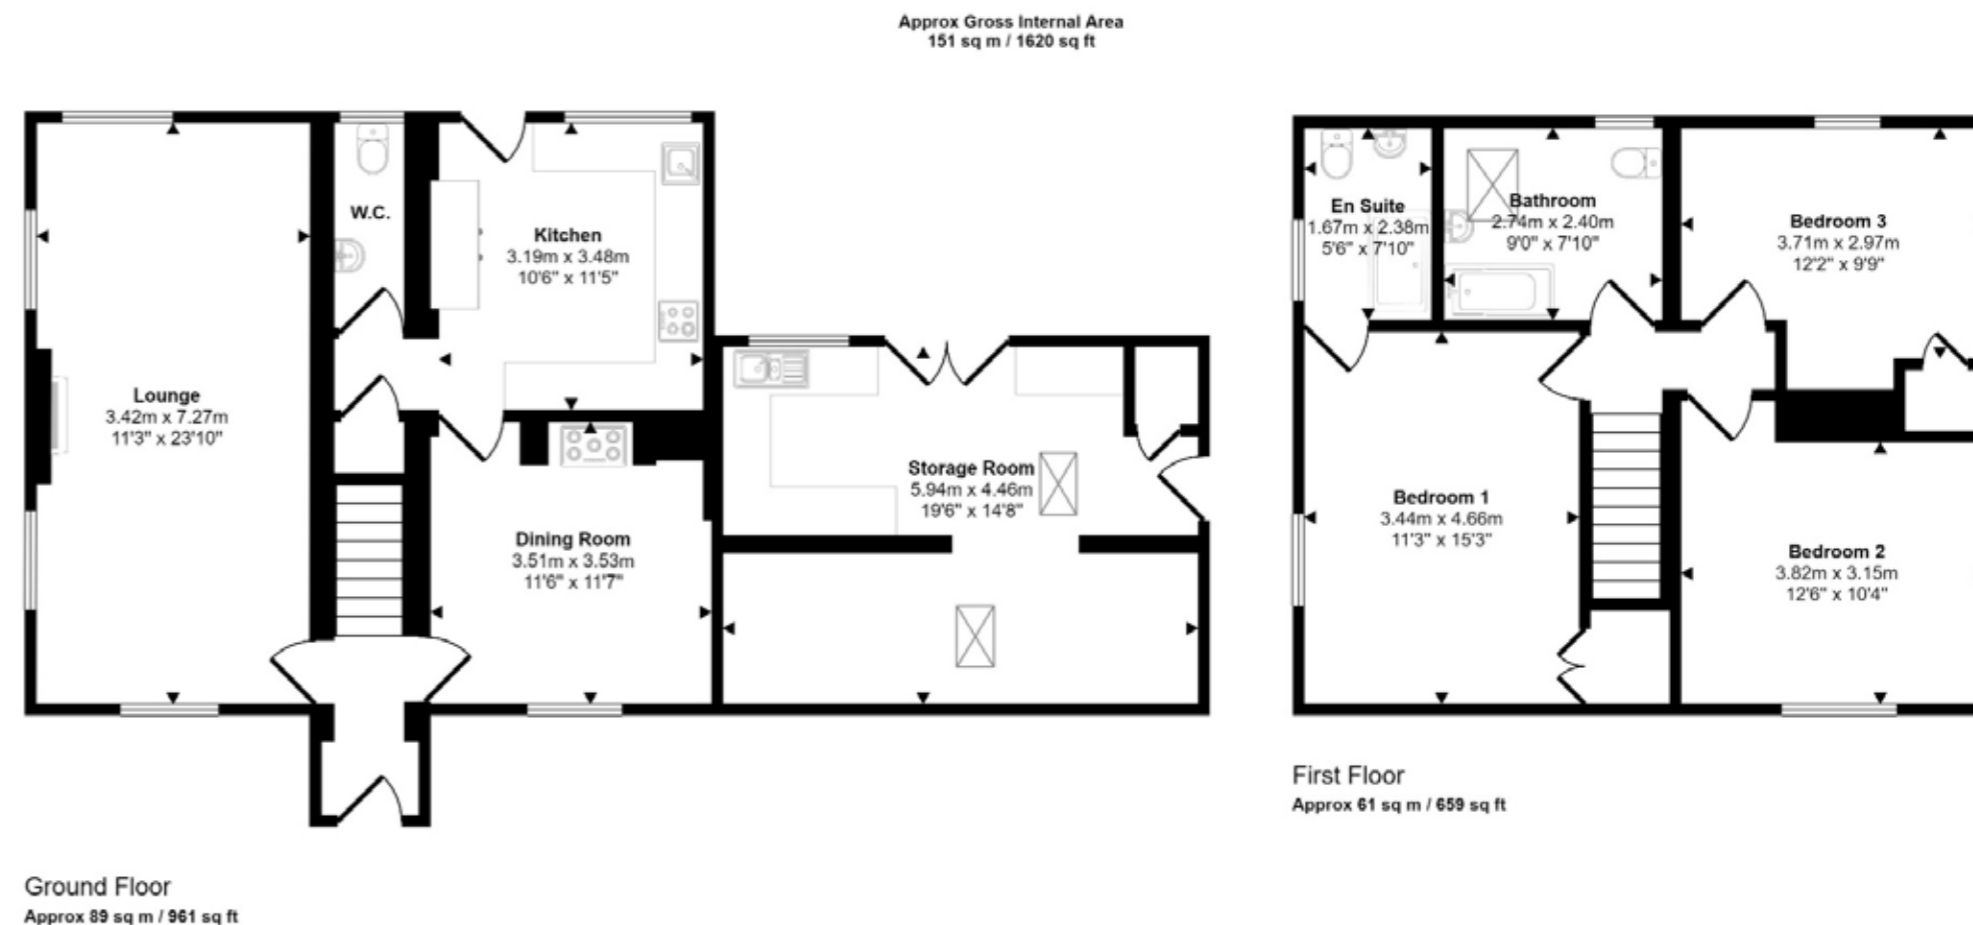 Approx Gross Internal Area
151 sq m / 1620 sq ft
W.C.
Kitchen
3.19m x 3.48m
10'6" x 11'5"
Lounge
3.42m x 7.27m
11'3" x 23'10"
Storage Room
5.94m x 4.46m
19'6" x 14'8"
Dining Room
3.51m x 3.53m
11'6" x 11'7"
Ground Floor
Approx 89 sq m / 961 sq ft
En Suite
1.67m x 2.38m
5'6" x 7'10"
Bathroom
2.74m x 2.40m
9'0" x 7'10"
Bedroom 3
3.71m x 2.97m
12'2" x 9'9"
Bedroom 1
3.44m x 4.66m
11'3" x 15'3"
Bedroom 2
3.82m x 3.15m
12'6" x 10'4"
First Floor
Approx 61 sq m / 659 sq ft